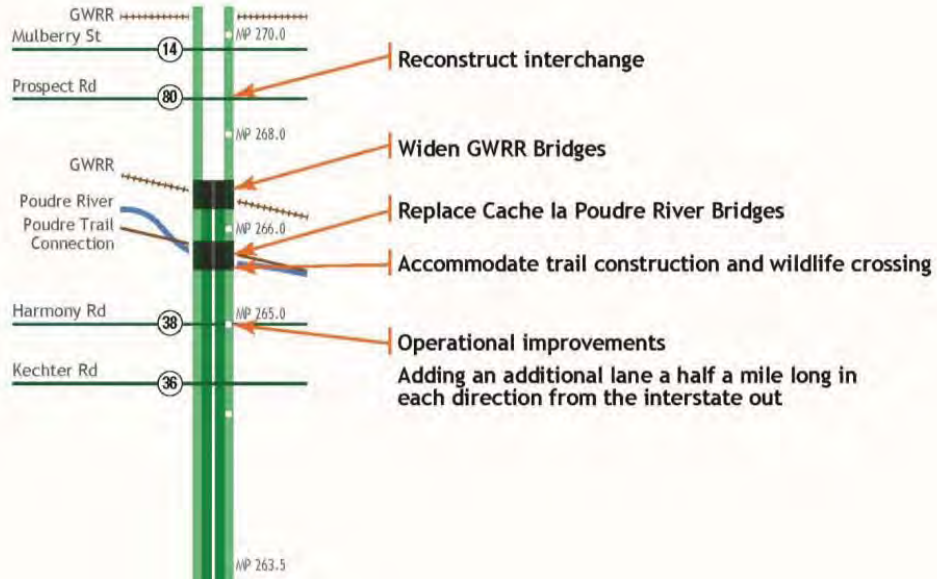 GWRR
MP 270.0
Mulberry St
14
Reconstruct interchange
Prospect Rd
80
MP 268.0
Widen GWRR Bridges
GWRR
Poudre River
Replace Cache la Poudre River Bridges
Poudre Trail
Connection
MP 266.0
Accommodate trail construction and wildlife crossing
Harmony Rd
38
MP 265.0
Operational improvements
Kechter Rd
36
Adding an additional lane a half a mile long in
each direction from the interstate out
MP 263.5